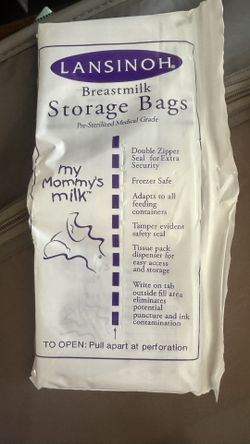 LANSINOH®
Breastmilk
Storage Bags
Pre-Sterilized Medical Grade
my
Mommy's
milk™
Double Zipper
Seal for Extra
Security
Freezer Safe
Adapts to all
feeding
containers
Tamper evident
safety seal
Tissue pack
dispenser for
easy access
and storage
Write on tab
outside fill area
eliminates
potential
puncture and ink
contamination
TO OPEN: Pull apart at perforation